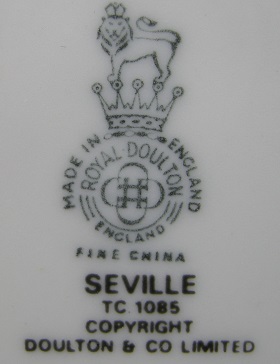 MADE IN ENGLAND
ROYAL·DOULTON
ENGLAND
FINE CHINA
SEVILLE
TC. 1085
COPYRIGHT
DOULTON & CO LIMITED